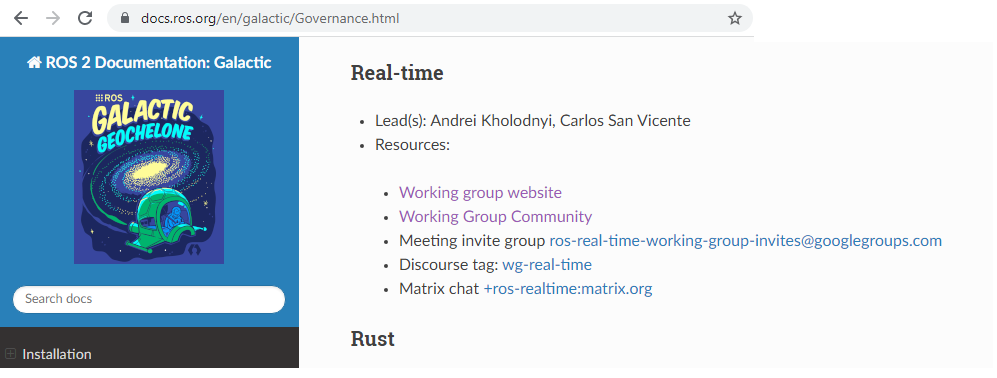 docs.ros.org/en/galactic/Governance.html
ROS 2 Documentation: Galactic
ROS
GALACTIC
GEOCHELONE
Search docs
Installation
Real-time
Lead(s): Andrei Kholodnyi, Carlos San Vicente
Resources:
Working group website
Working Group Community
Meeting invite group ros-real-time-working-group-invites@googlegroups.com
Discourse tag: wg-real-time
Matrix chat +ros-realtime:matrix.org
Rust